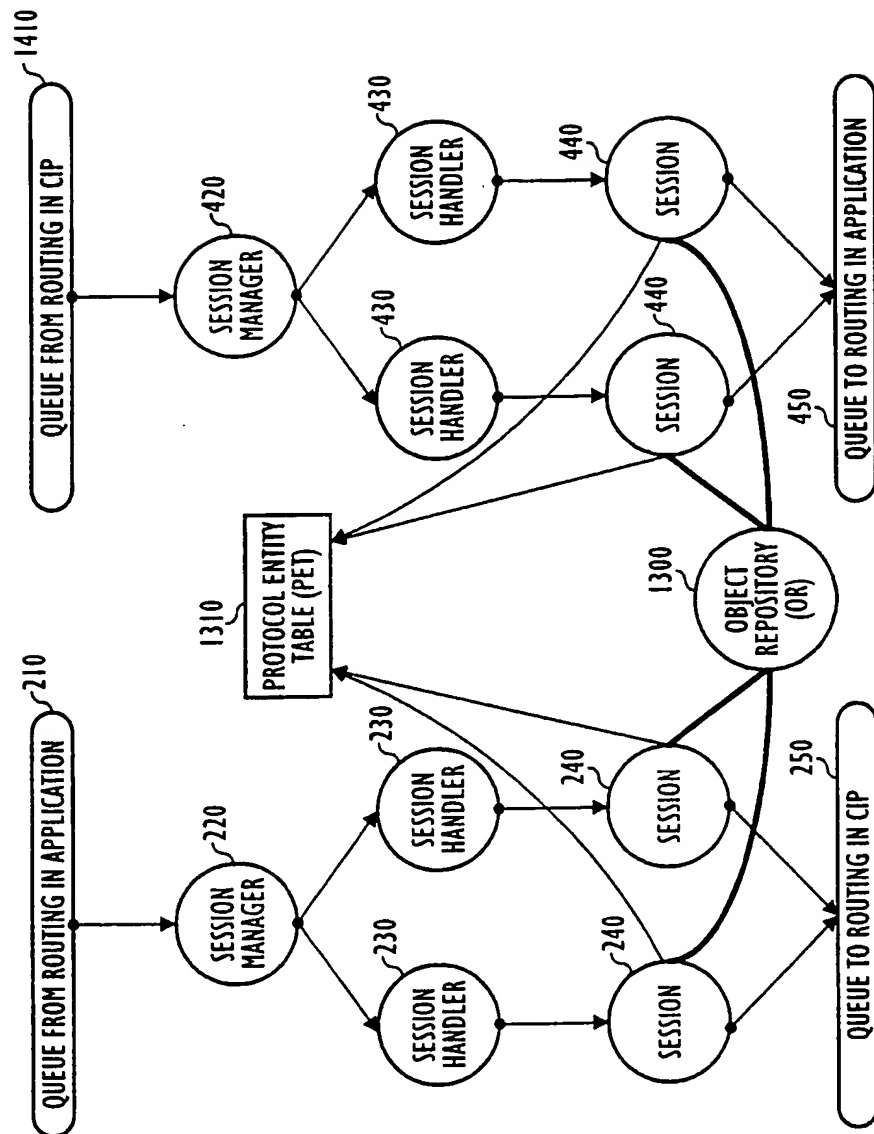 210
QUEUE FROM ROUTING IN APPLICATION
220
SESSION
MANAGER
230
SESSION
HANDLER
230
SESSION
HANDLER
240
SESSION
240
SESSION
250
QUEUE TO ROUTING IN CIP
1310
PROTOCOL ENTITY
TABLE (PET)
1300
OBJECT
REPOSITORY
(OR)
1410
QUEUE FROM ROUTING IN CIP
420
SESSION
MANAGER
430
SESSION
HANDLER
430
SESSION
HANDLER
440
SESSION
440
SESSION
450
QUEUE TO ROUTING IN APPLICATION